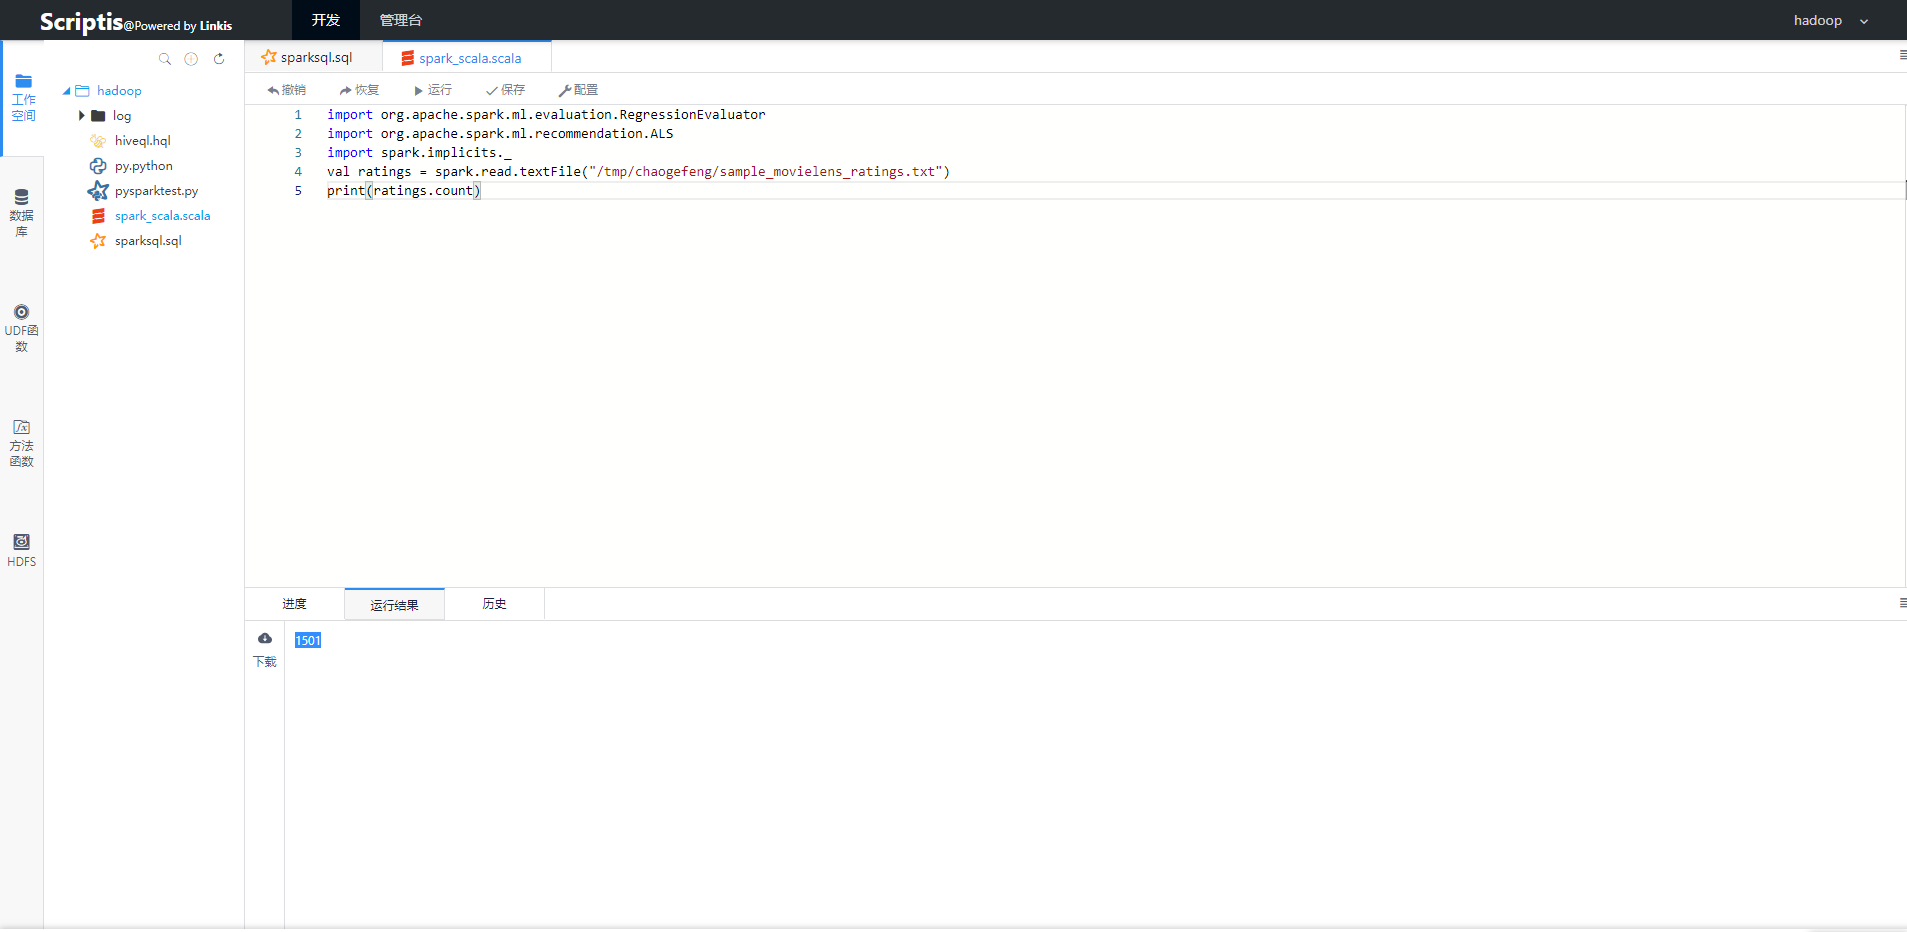 Scriptis@Powered by Linkis 开发 管理台 hadoop
工作
空间
数据
库
UDF函
数
方法
函数
HDFS
hadoop
log
hiveql.hql
py.python
pysparktest.py
spark_scala.scala
sparksql.sql
sparksql.sql spark_scala.scala
撤销 恢复 运行 保存 配置
1 import org.apache.spark.ml.evaluation.RegressionEvaluator
2 import org.apache.spark.ml.recommendation.ALS
3 import spark.implicits._
4 val ratings = spark.read.textFile("/tmp/chaogefeng/sample_movielens_ratings.txt")
5 print(ratings.count)
进度 运行结果 历史
下载
1501